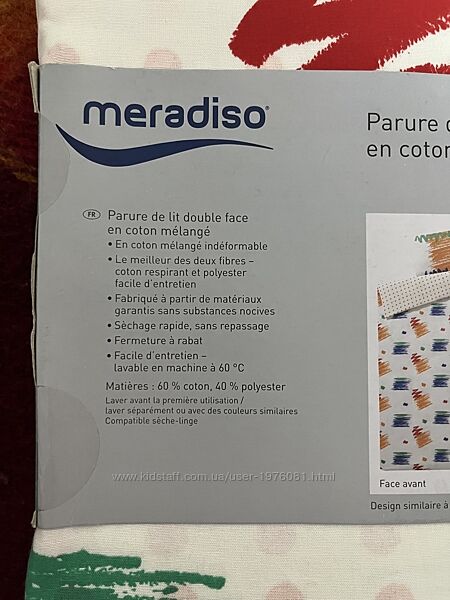 meradiso®
Parure
en coton
FR Parure de lit double face
en coton mélangé
• En coton mélangé indéformable
• Le meilleur des deux fibres –
coton respirant et polyester
facile d'entretien
• Fabriqué à partir de matériaux
garantis sans substances nocives
• Sèchage rapide, sans repassage
• Fermeture à rabat
• Facile d'entretien –
lavable en machine à 60 °C
Matières : 60 % coton, 40 % polyester
Laver avant la première utilisation /
laver séparément ou avec des couleurs similaires
Compatible sèche-linge
www.kidstaff.com.ua/user-1976081.html
Face avant
Design similaire à